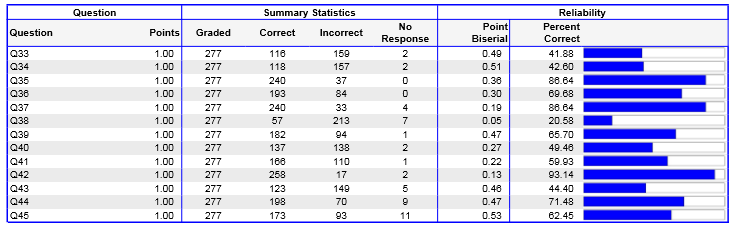 Question Summary Statistics Reliability
Question Points Graded Correct Incorrect No Response Point Biserial Percent Correct
Q33 1.00 277 116 159 2 0.49 41.88
Q34 1.00 277 118 157 2 0.51 42.60
Q35 1.00 277 240 37 0 0.36 86.64
Q36 1.00 277 193 84 0 0.30 69.68
Q37 1.00 277 240 33 4 0.19 86.64
Q38 1.00 277 57 213 7 0.05 20.58
Q39 1.00 277 182 94 1 0.47 65.70
Q40 1.00 277 137 138 2 0.27 49.46
Q41 1.00 277 166 110 1 0.22 59.93
Q42 1.00 277 258 17 2 0.13 93.14
Q43 1.00 277 123 149 5 0.46 44.40
Q44 1.00 277 198 70 9 0.47 71.48
Q45 1.00 277 173 93 11 0.53 62.45